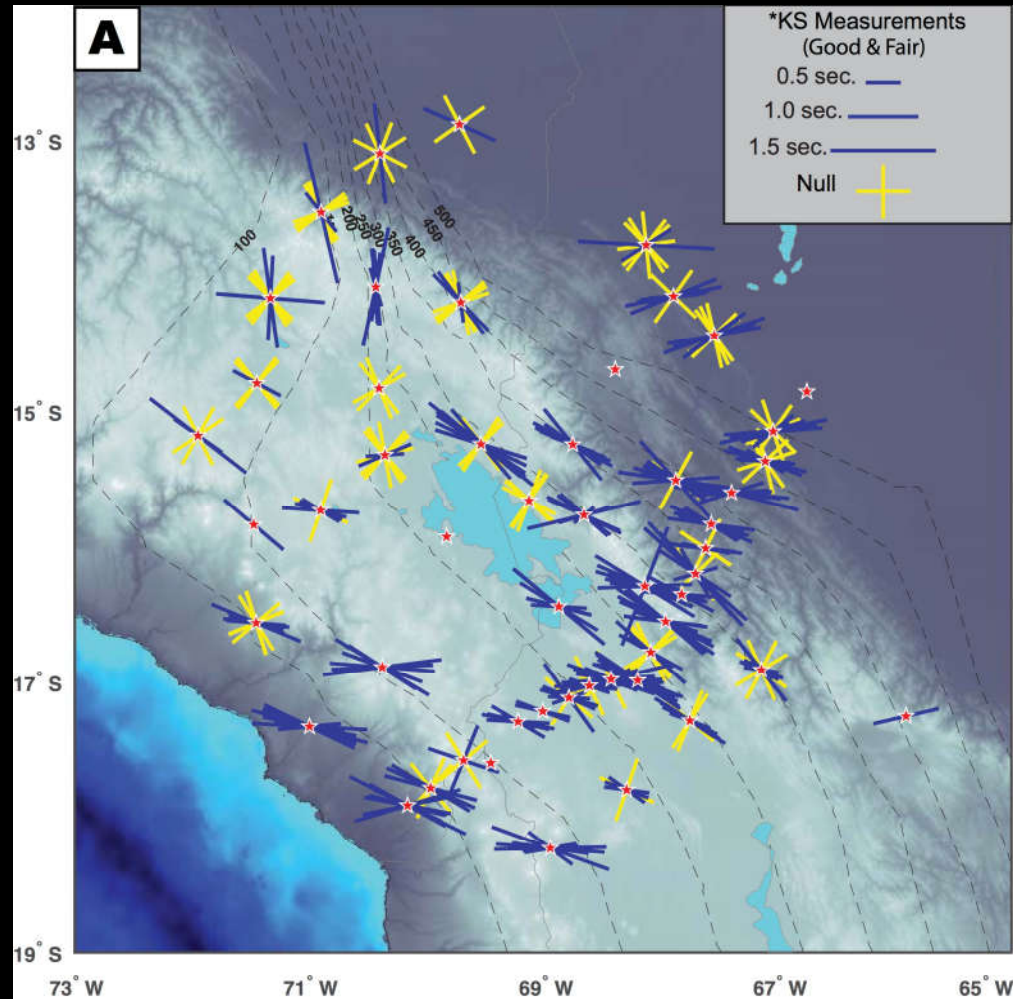 A
*KS Measurements
(Good & Fair)
0.5 sec.
1.0 sec.
1.5 sec.
Null
13° S
15° S
17° S
19° S
100
200
250
300
350
400
450
500
73° W
71° W
69° W
67° W
65° W